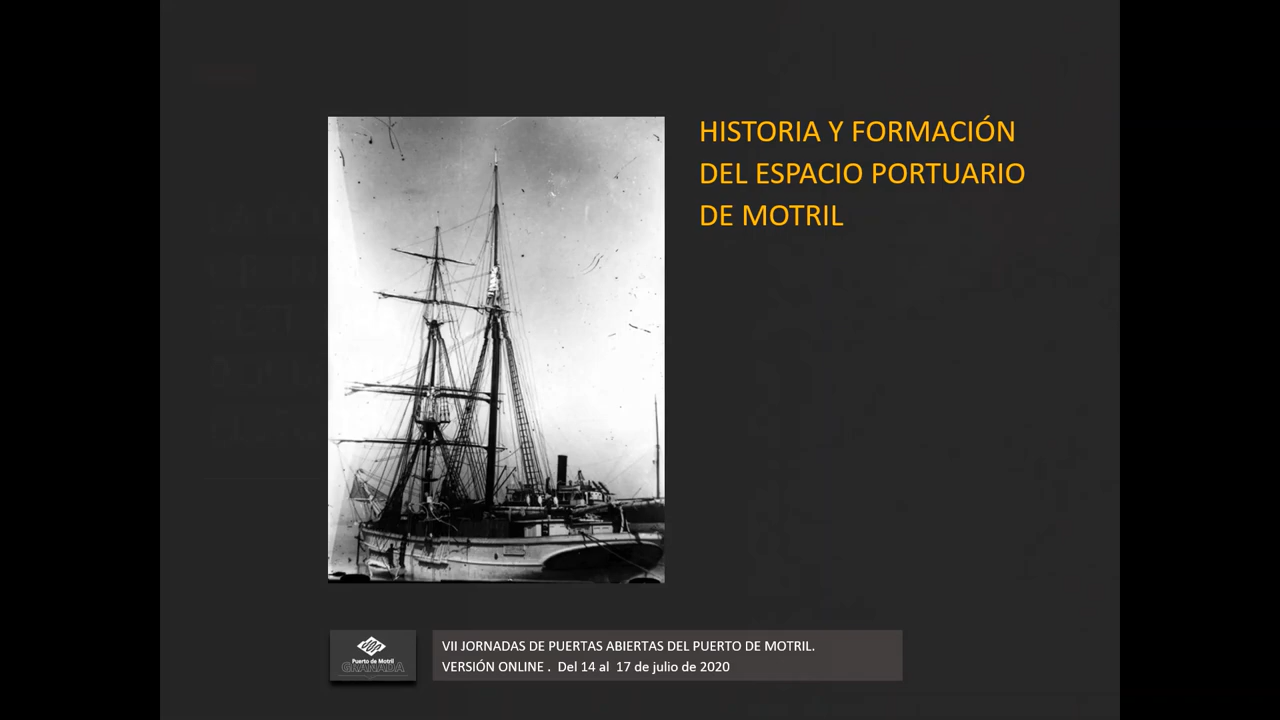 HISTORIA Y FORMACIÓN
DEL ESPACIO PORTUARIO
DE MOTRIL
Puerto de Motril
GRANADA
VII JORNADAS DE PUERTAS ABIERTAS DEL PUERTO DE MOTRIL.
VERSIÓN ONLINE . Del 14 al 17 de julio de 2020